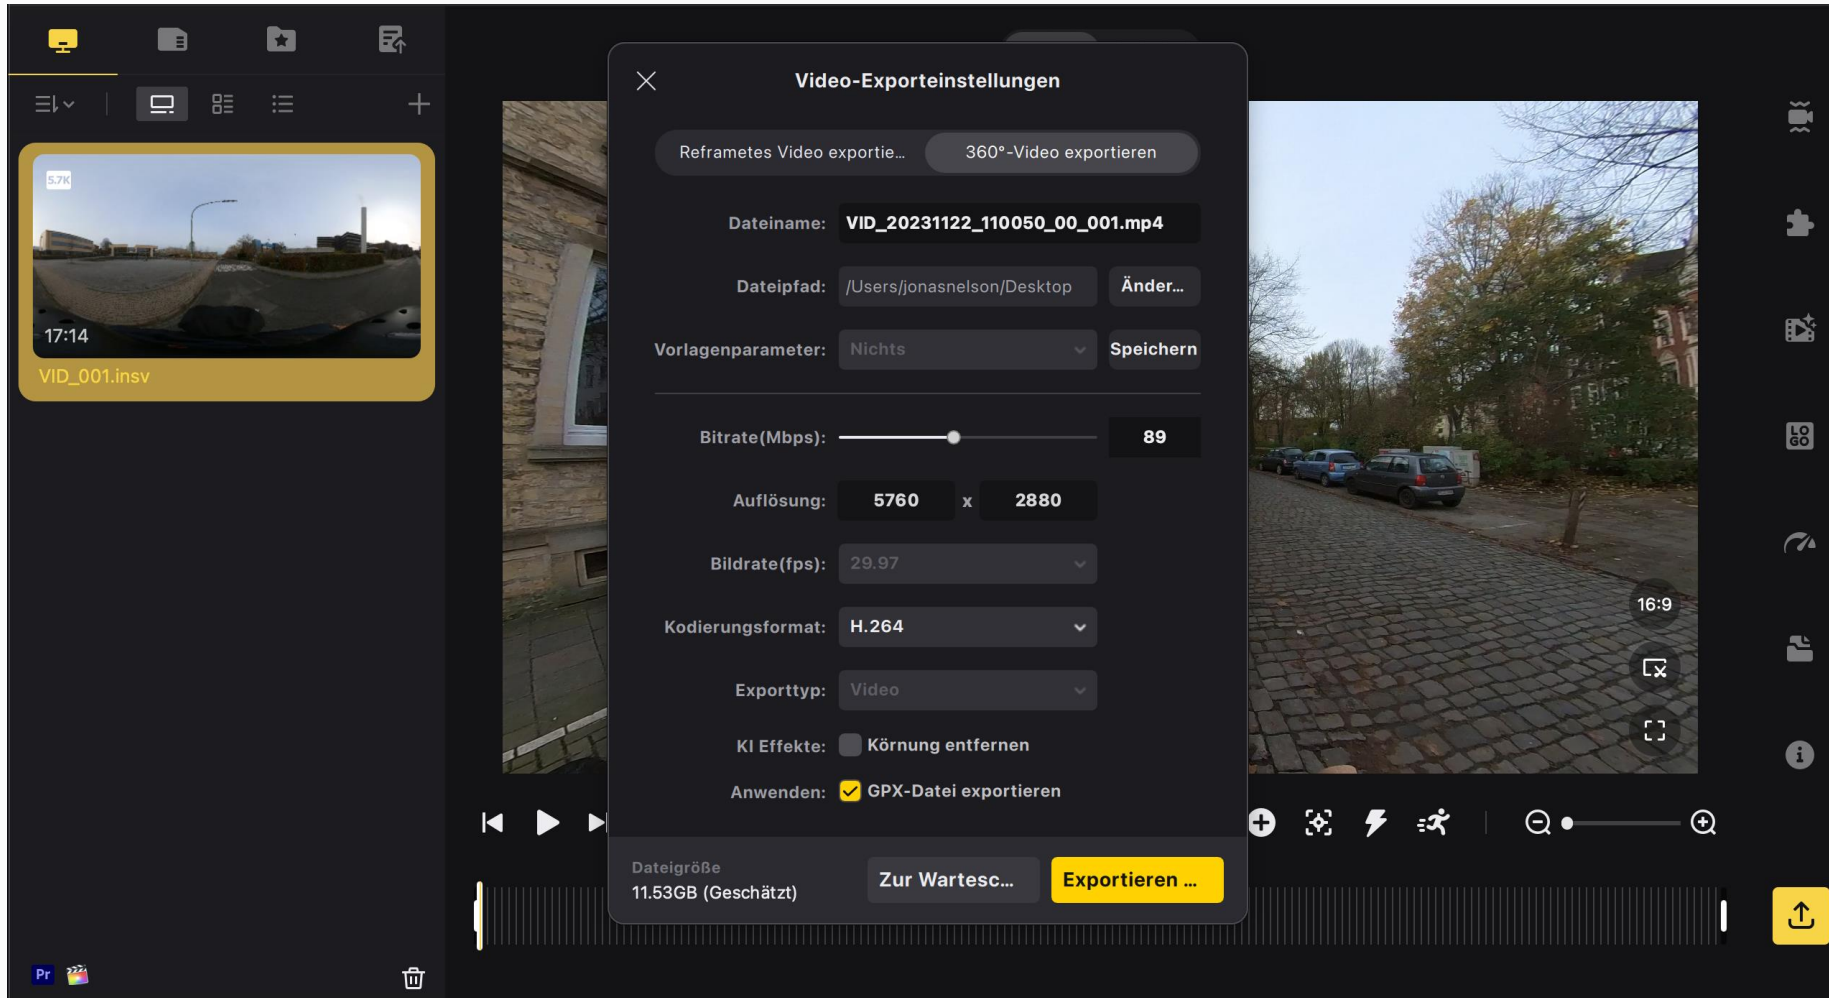 5.7K
17:14
VID_001.insv
Pr
Video-Exporteinstellungen
Reframetes Video exportie...
360°-Video exportieren
Dateiname: VID_20231122_110050_00_001.mp4
Dateipfad: /Users/jonasnelson/Desktop Änder...
Vorlagenparameter: Nichts Speichern
Bitrate(Mbps): 89
Auflösung: 5760 x 2880
Bildrate(fps): 29.97
Kodierungsformat: H.264
Exporttyp: Video
KI Effekte: Körnung entfernen
Anwenden: GPX-Datei exportieren
Dateigröße
11.53GB (Geschätzt)
Zur Wartesc...
Exportieren ...
16:9
LO
GO